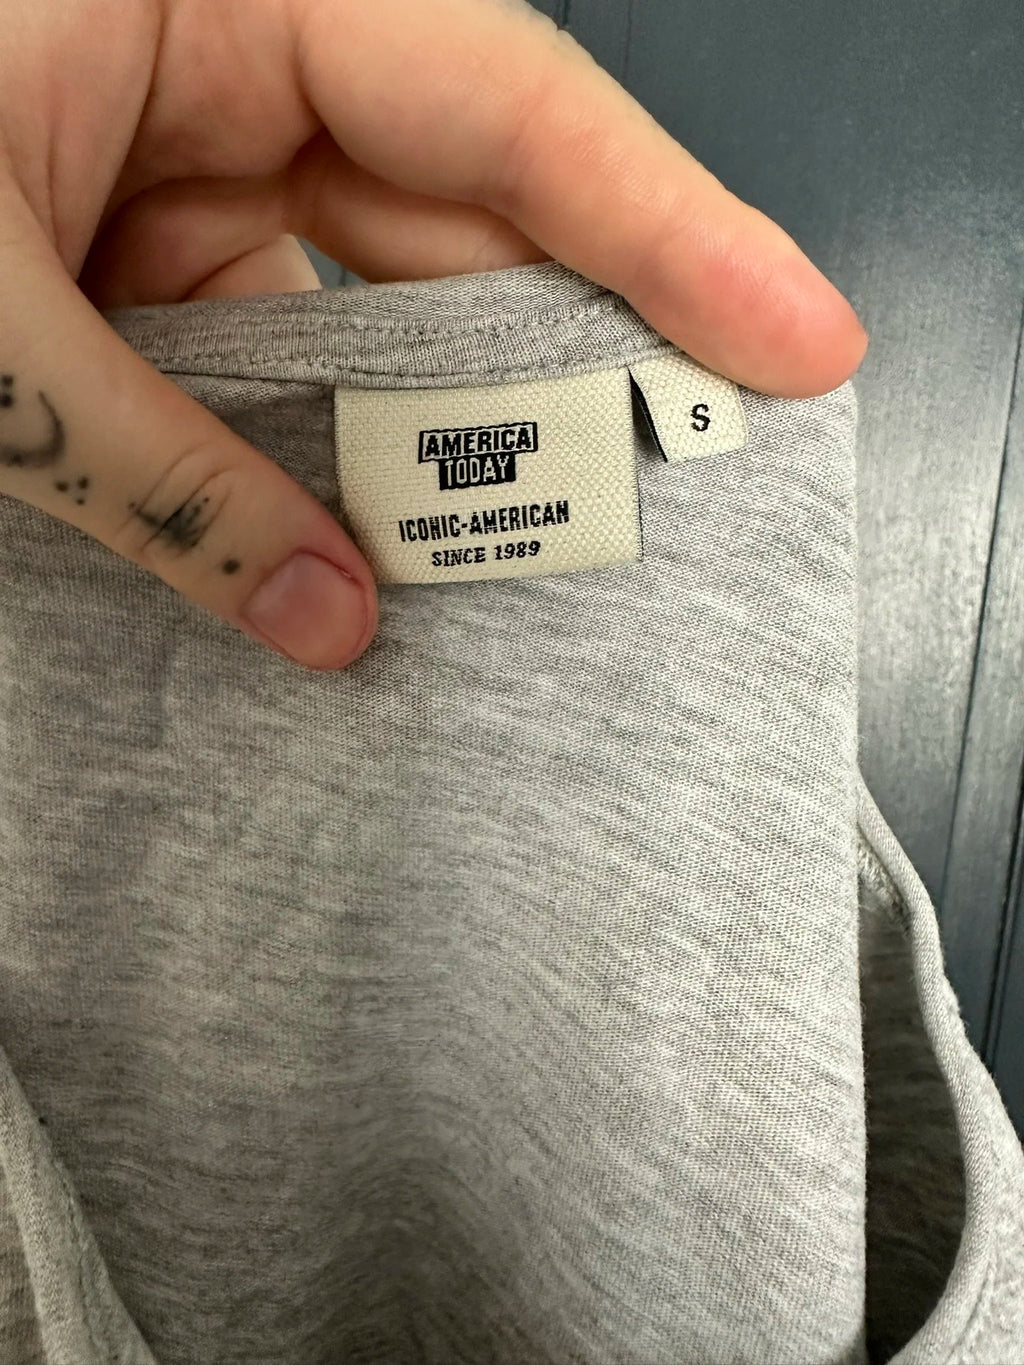 AMERICA
TODAY
ICONIC-AMERICAN
SINCE 1989
S